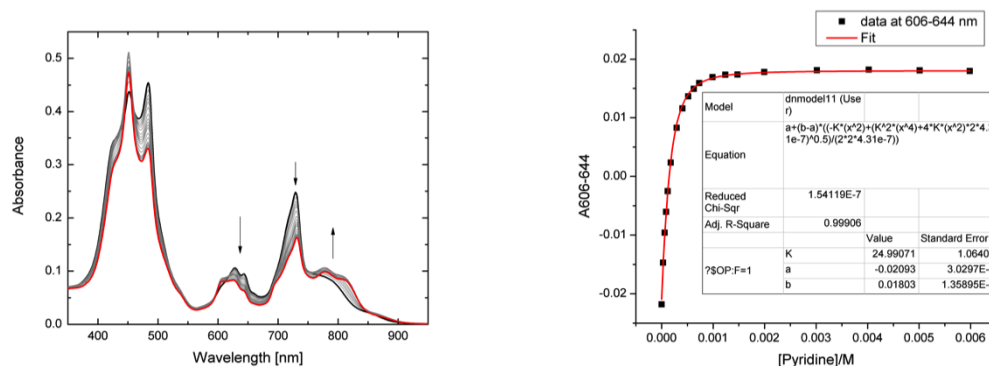 0.5
0.4
0.3
0.2
0.1
0.0
Absorbance
400 500 600 700 800 900
Wavelength [nm]
data at 606-644 nm
Fit
0.02
0.01
0.00
-0.01
-0.02
A606-644
Model dnmodel11 (Use
r)
Equation
a+(b-a)*((-K*(x^2)+(K^2*(x^4)+4*K*(x^2)*2*4.3
1e-7)^0.5)/(2*2*4.31e-7))
Reduced
Chi-Sqr
1.54119E-7
Adj. R-Square 0.99906
Value Standard Error
?$OP:F=1
K 24.99071 1.0640
a -0.02093 3.0297E-
b 0.01803 1.35895E-
0.000 0.001 0.002 0.003 0.004 0.005 0.006
[Pyridine]/M